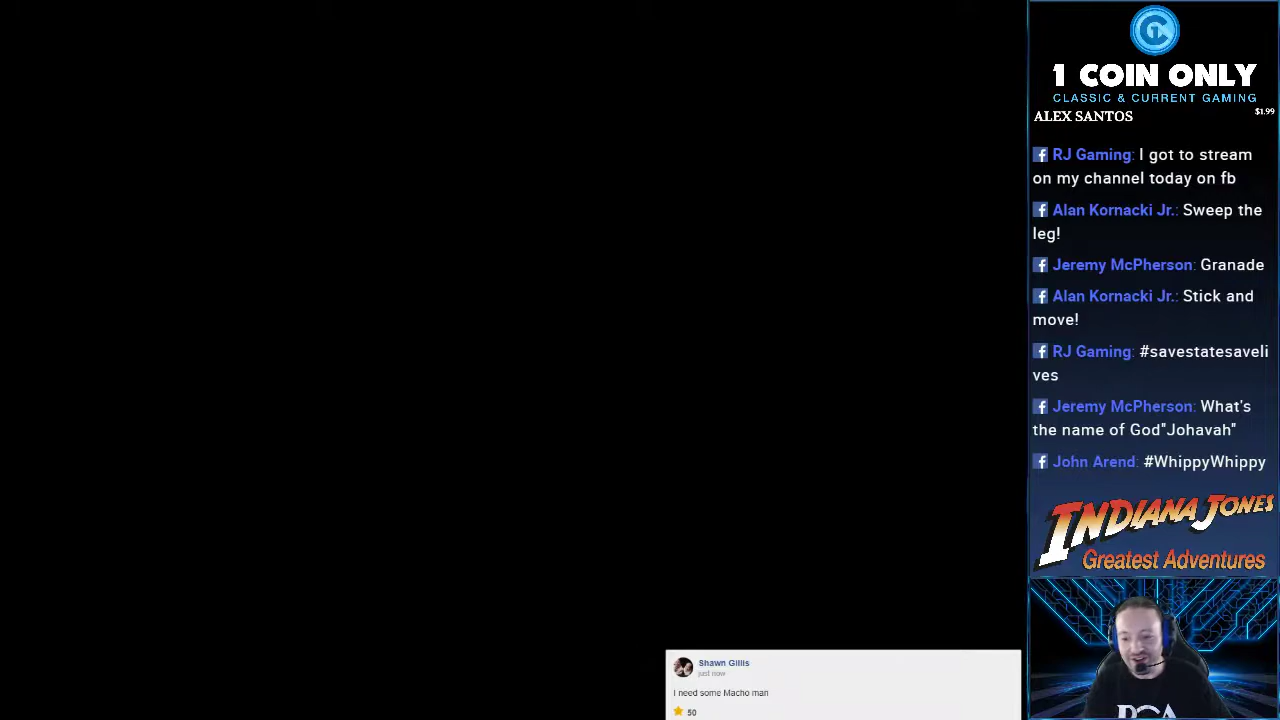 1 COIN ONLY
CLASSIC & CURRENT GAMING
ALEX SANTOS $1.99
RJ Gaming: I got to stream
on my channel today on fb
Alan Kornacki Jr.: Sweep the
leg!
Jeremy McPherson: Granade
Alan Kornacki Jr.: Stick and
move!
RJ Gaming: #savestatesaveli
ves
Jeremy McPherson: What's
the name of God"Johavah"
John Arend: #WhippyWhippy
INDIANA JONES
Greatest Adventures
Shawn Gillis
just now
I need some Macho man
50